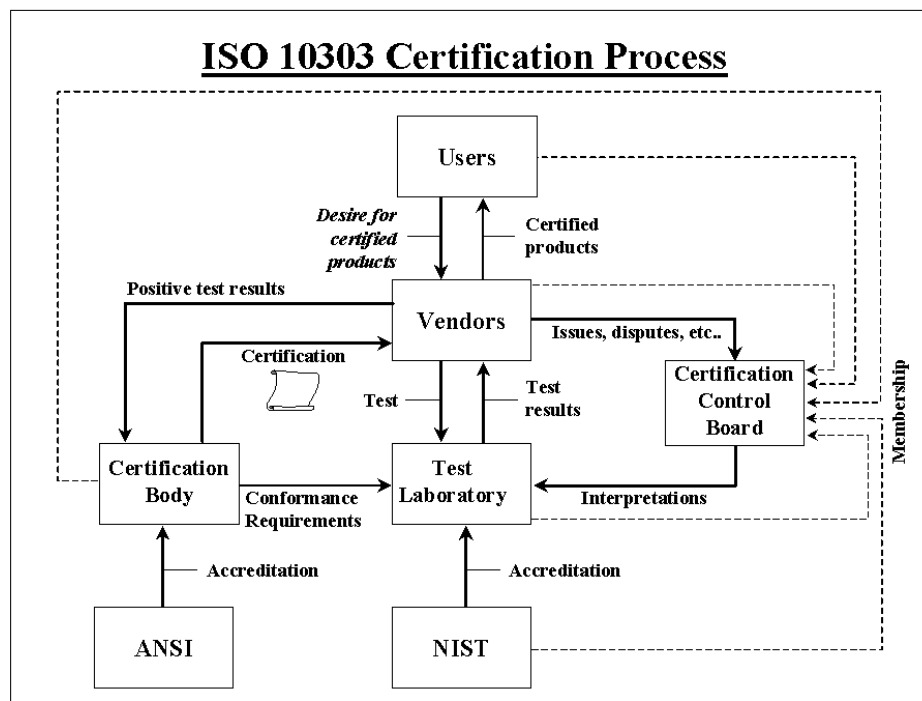 ISO 10303 Certification Process
Users
Desire for
certified
products
Certified
products
Positive test results
Vendors
Issues, disputes, etc..
Certification
Test
Test
results
Certification
Control
Board
Membership
Certification
Body
Test
Laboratory
Conformance
Requirements
Interpretations
Accreditation
Accreditation
ANSI
NIST